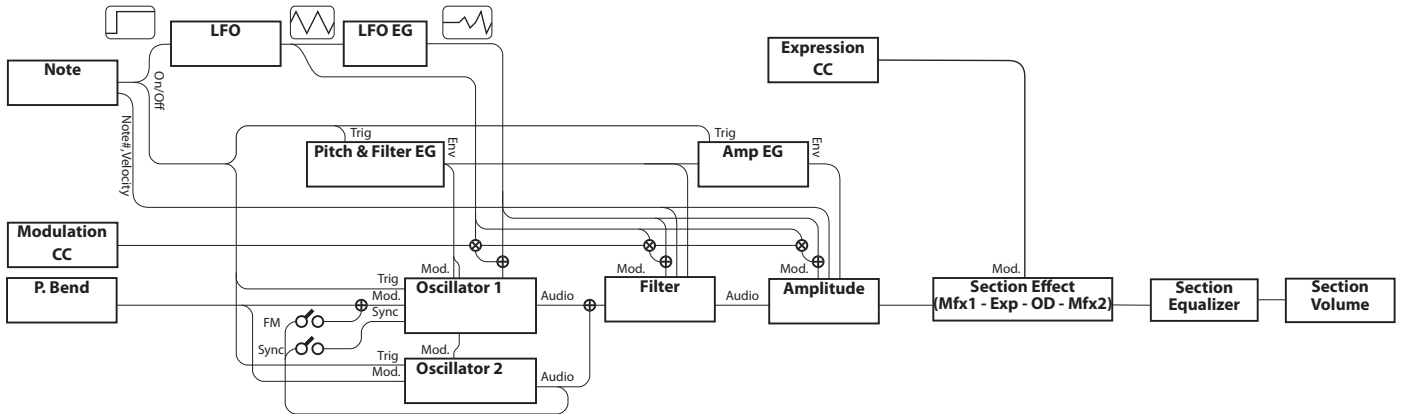 LFO
LFO EG
Note
Expression
CC
On/Off
Note#,Velocity
Trig
Pitch & Filter EG
Env
Trig
Amp EG
Env
Modulation
CC
P. Bend
Mod.
Trig
Mod.
Sync
Oscillator 1
Audio
Mod.
Filter
Audio
Mod.
Amplitude
Mod.
Section Effect
(Mfx1 - Exp - OD - Mfx2)
Section
Equalizer
Section
Volume
FM
Sync
Mod.
Trig
Mod.
Oscillator 2
Audio